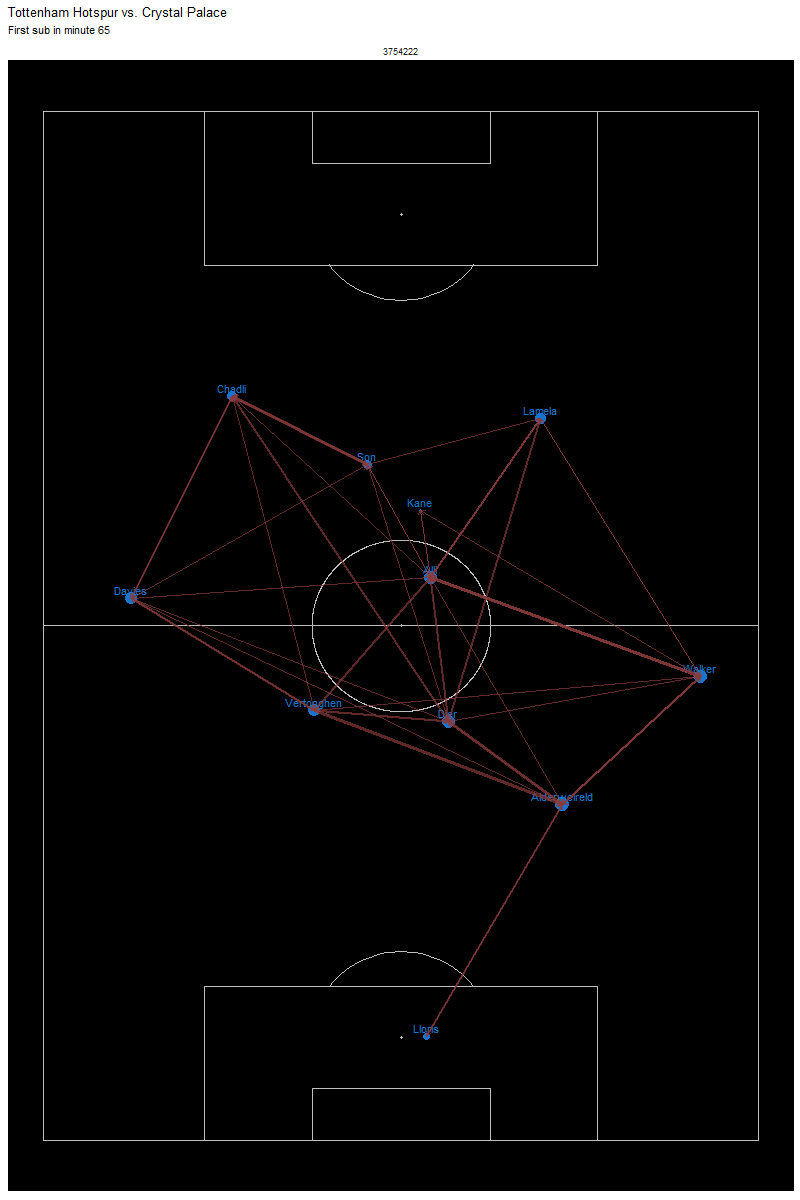 Tottenham Hotspur vs. Crystal Palace
First sub in minute 65
3754222
Chadli
Lamela
Son
Kane
Alli
Davies
Walker
Vertonghen
Dier
Alderweireld
Lloris